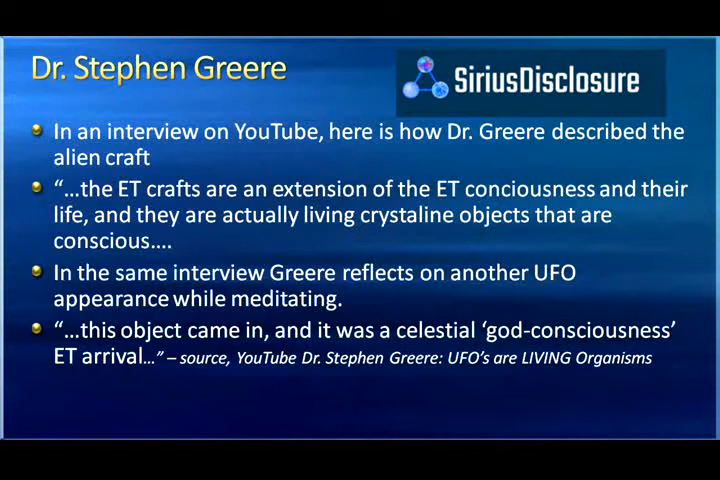 Dr. Stephen Greere
SiriusDisclosure
In an interview on YouTube, here is how Dr. Greere described the
alien craft
“…the ET crafts are an extension of the ET conciousness and their
life, and they are actually living crystaline objects that are
conscious….
In the same interview Greere reflects on another UFO
appearance while meditating.
“…this object came in, and it was a celestial ‘god-consciousness’
ET arrival…” – source, YouTube Dr. Stephen Greere: UFO’s are LIVING Organisms